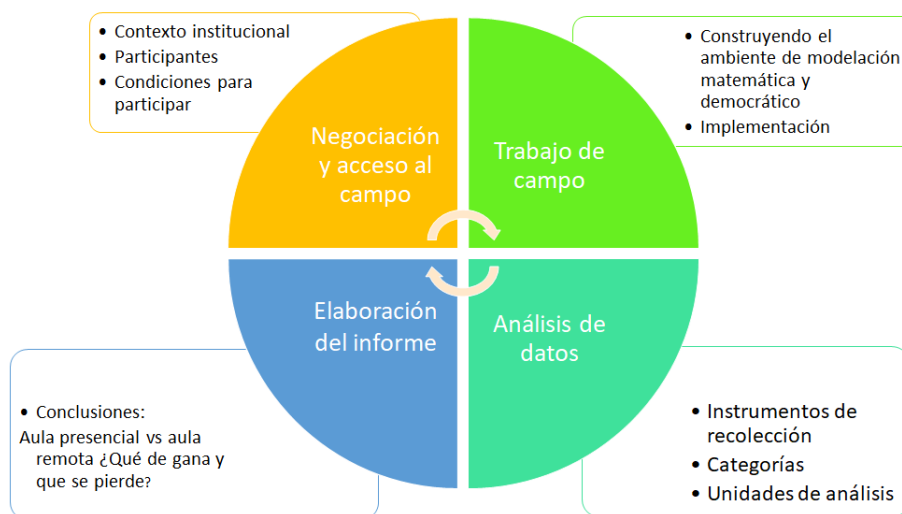 • Contexto institucional
• Participantes
• Condiciones para
participar
Negociación
y acceso al
campo
Trabajo de
campo
• Construyendo el
ambiente de modelación
matemática y
democrático
• Implementación
Elaboración
del informe
Análisis de
datos
• Conclusiones:
Aula presencial vs aula
remota ¿Qué de gana y
que se pierde?
• Instrumentos de
recolección
• Categorías
• Unidades de análisis